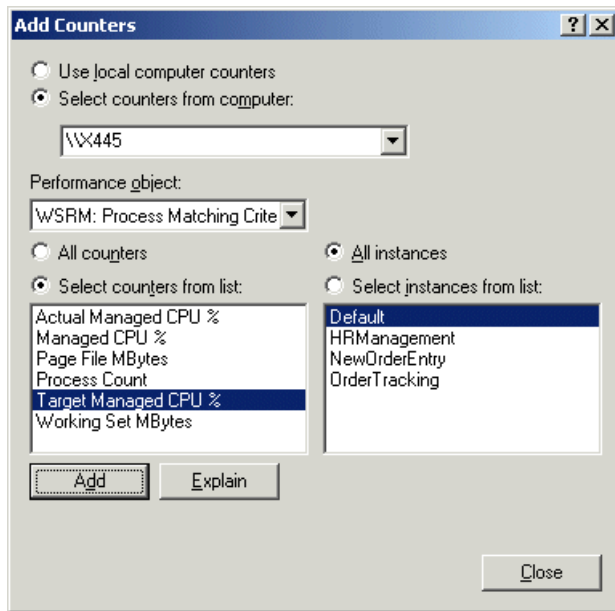 Add Counters
Use local computer counters
Select counters from computer:
\\X445
Performance object:
WSRM: Process Matching Crite
All counters
All instances
Select counters from list:
Select instances from list:
Actual Managed CPU %
Managed CPU %
Page File MBytes
Process Count
Target Managed CPU %
Working Set MBytes
Default
HRManagement
NewOrderEntry
OrderTracking
Add
Explain
Close